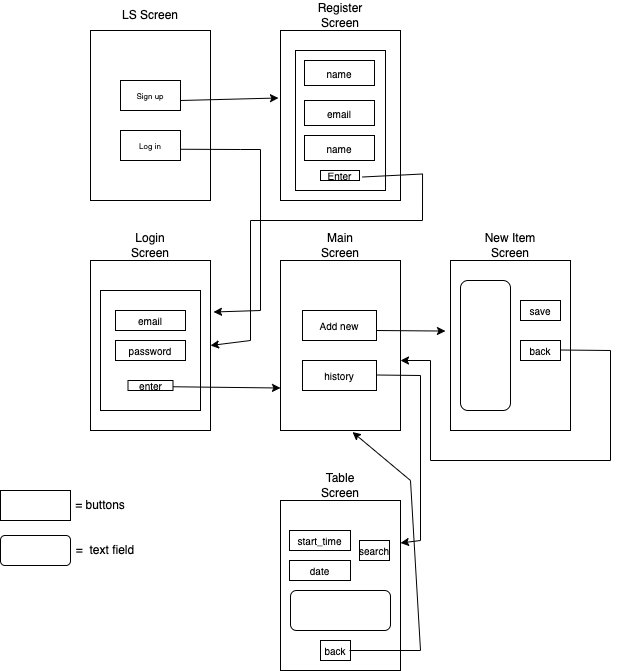 LS Screen
Register
Screen
Sign up
Log in
name
email
name
Enter
Login
Screen
email
password
enter
Main
Screen
Add new
history
New Item
Screen
save
back
Table
Screen
start_time
search
date
back
= buttons
= text field